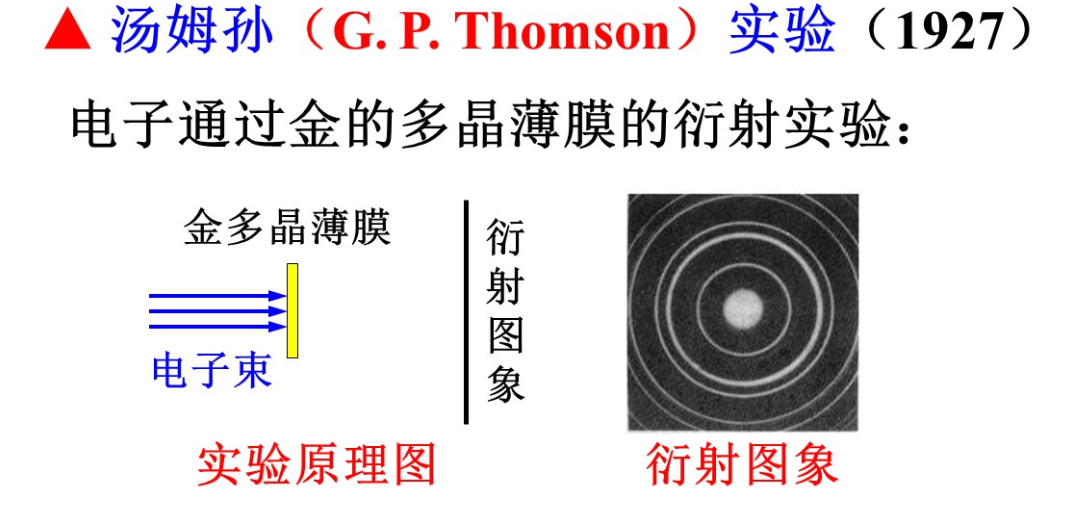 ▲ 汤姆孙（G. P. Thomson）实验（1927）
电子通过金的多晶薄膜的衍射实验：
金多晶薄膜
电子束
衍射图象
实验原理图
衍射图象